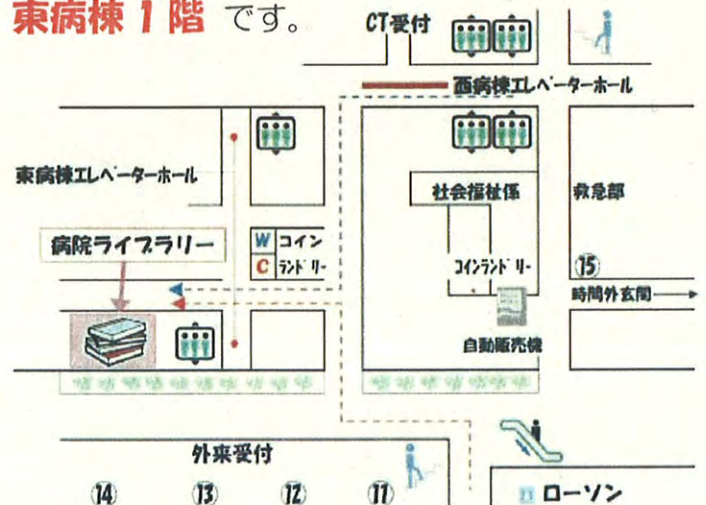 東病棟1階 です。
CT受付
西病棟エレベーターホール
東病棟エレベーターホール
社会福祉係
救急部
病院ライブラリー
W コイン
C ランドリー
コインランドリー
⑮
時間外玄関
自動販売機
外来受付
⑭ ⑬ ⑫ ⑪
ローソン